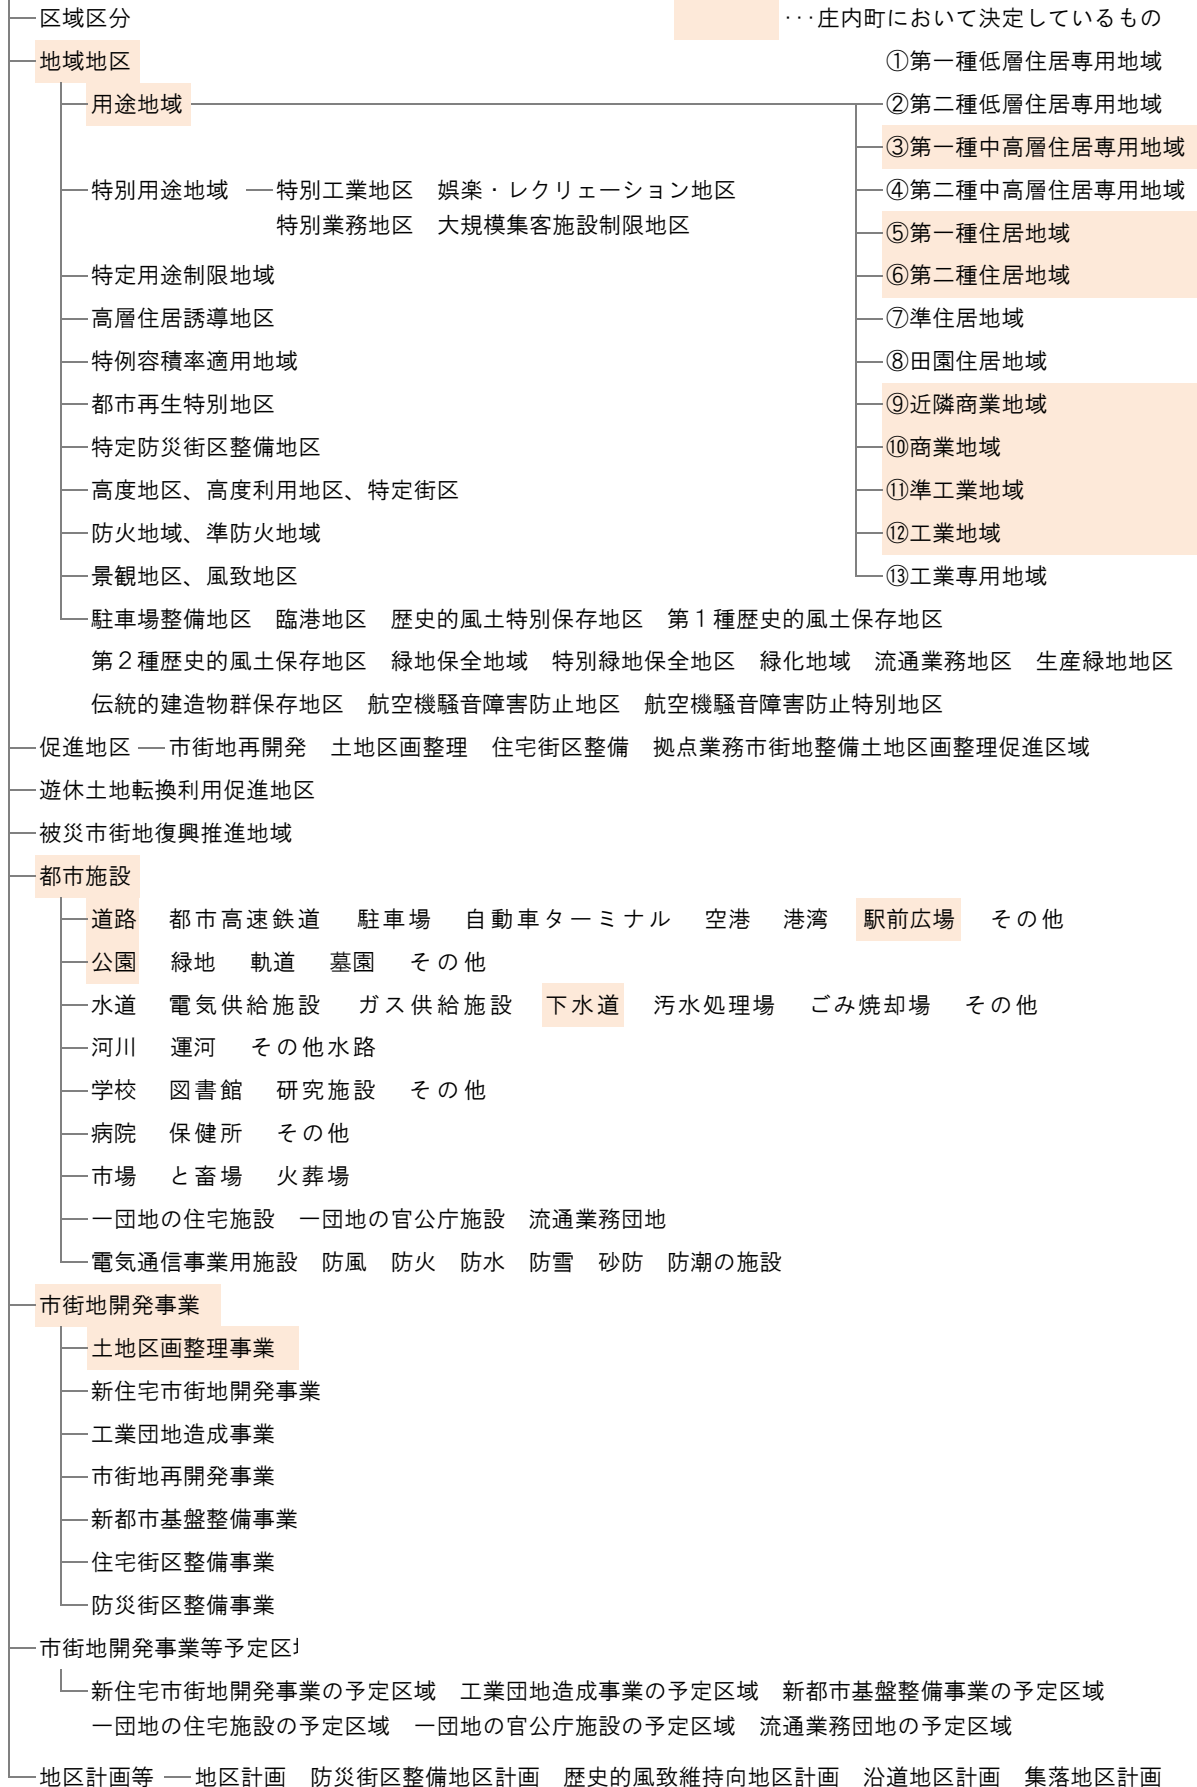 区域区分
･･･庄内町において決定しているもの
地域地区
用途地域
①第一種低層住居専用地域
②第二種低層住居専用地域
③第一種中高層住居専用地域
④第二種中高層住居専用地域
⑤第一種住居地域
⑥第二種住居地域
⑦準住居地域
⑧田園住居地域
⑨近隣商業地域
⑩商業地域
⑪準工業地域
⑫工業地域
⑬工業専用地域
特別用途地域 特別工業地区 娯楽・レクリェーション地区
特別業務地区 大規模集客施設制限地区
特定用途制限地域
高層住居誘導地区
特例容積率適用地域
都市再生特別地区
特定防災街区整備地区
高度地区、高度利用地区、特定街区
防火地域、準防火地域
景観地区、風致地区
駐車場整備地区 臨港地区 歴史的風土特別保存地区 第１種歴史的風土保存地区
第２種歴史的風土保存地区 緑地保全地域 特別緑地保全地区 緑化地域 流通業務地区 生産緑地地区
伝統的建造物群保存地区 航空機騒音障害防止地区 航空機騒音障害防止特別地区
促進地区 市街地再開発 土地区画整理 住宅街区整備 拠点業務市街地整備土地区画整理促進区域
遊休土地転換利用促進地区
被災市街地復興推進地域
都市施設
道路 都市高速鉄道 駐車場 自動車ターミナル 空港 港湾 駅前広場 その他
公園 緑地 軌道 墓園 その他
水道 電気供給施設 ガス供給施設 下水道 汚水処理場 ごみ焼却場 その他
河川 運河 その他水路
学校 図書館 研究施設 その他
病院 保健所 その他
市場 と畜場 火葬場
一団地の住宅施設 一団地の官公庁施設 流通業務団地
電気通信事業用施設 防風 防火 防水 防雪 砂防 防潮の施設
市街地開発事業
土地区画整理事業
新住宅市街地開発事業
工業団地造成事業
市街地再開発事業
新都市基盤整備事業
住宅街区整備事業
防災街区整備事業
市街地開発事業等予定区
新住宅市街地開発事業の予定区域 工業団地造成事業の予定区域 新都市基盤整備事業の予定区域
一団地の住宅施設の予定区域 一団地の官公庁施設の予定区域 流通業務団地の予定区域
地区計画等 地区計画 防災街区整備地区計画 歴史的風致維持向地区計画 沿道地区計画 集落地区計画